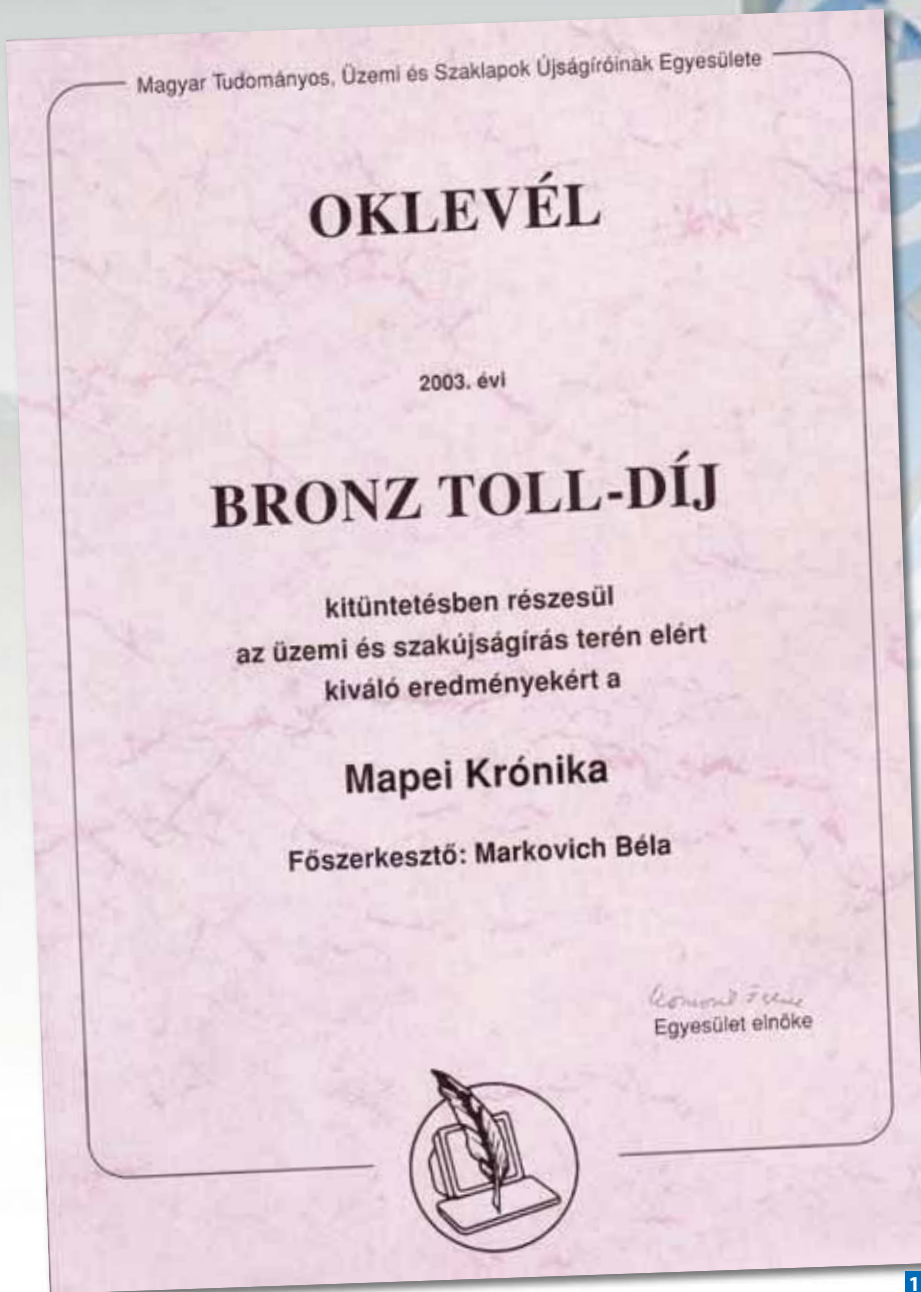 Magyar Tudományos, Üzemi és Szaklapok Újságíróinak Egyesülete
OKLEVÉL
2003. évi
BRONZ TOLL-DÍJ
kitüntetésben részesül
az üzemi és szakújságírás terén elért
kiváló eredményekért a
Mapei Krónika
Főszerkesztő: Markovich Béla
Egyesület elnöke
1